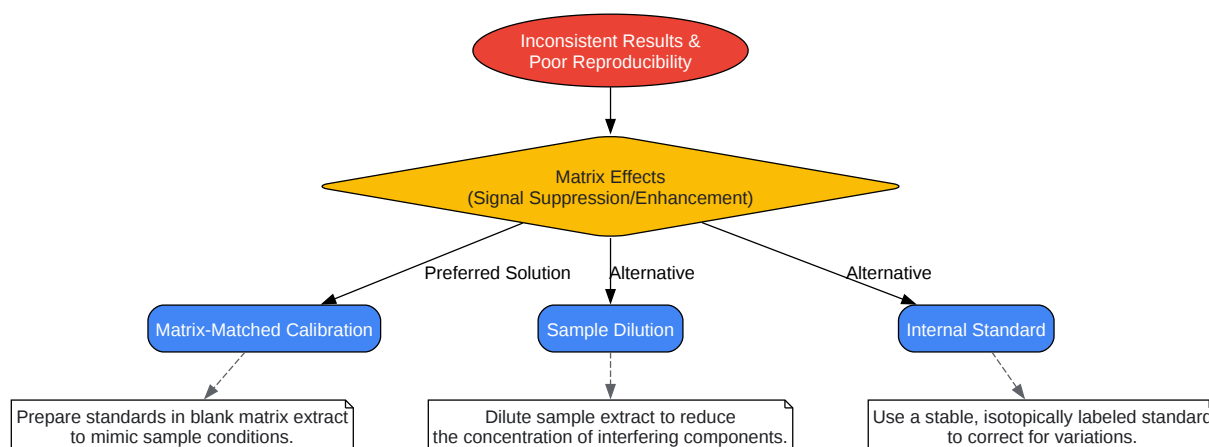 Inconsistent Results &
Poor Reproducibility
Matrix Effects
(Signal Suppression/Enhancement)
Preferred Solution
Alternative
Alternative
Matrix-Matched Calibration
Sample Dilution
Internal Standard
Prepare standards in blank matrix extract
to mimic sample conditions.
Dilute sample extract to reduce
the concentration of interfering components.
Use a stable, isotopically labeled standard
to correct for variations.